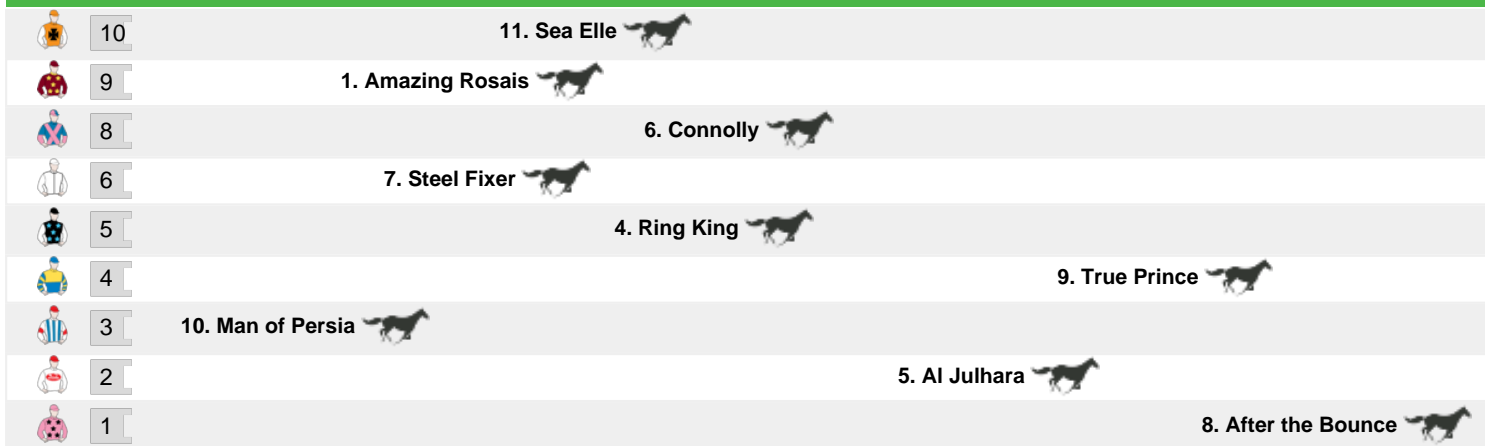 10 11. Sea Elle
9 1. Amazing Rosais
8 6. Connolly
6 7. Steel Fixer
5 4. Ring King
4 9. True Prince
3 10. Man of Persia
2 5. Al Julhara
1 8. After the Bounce